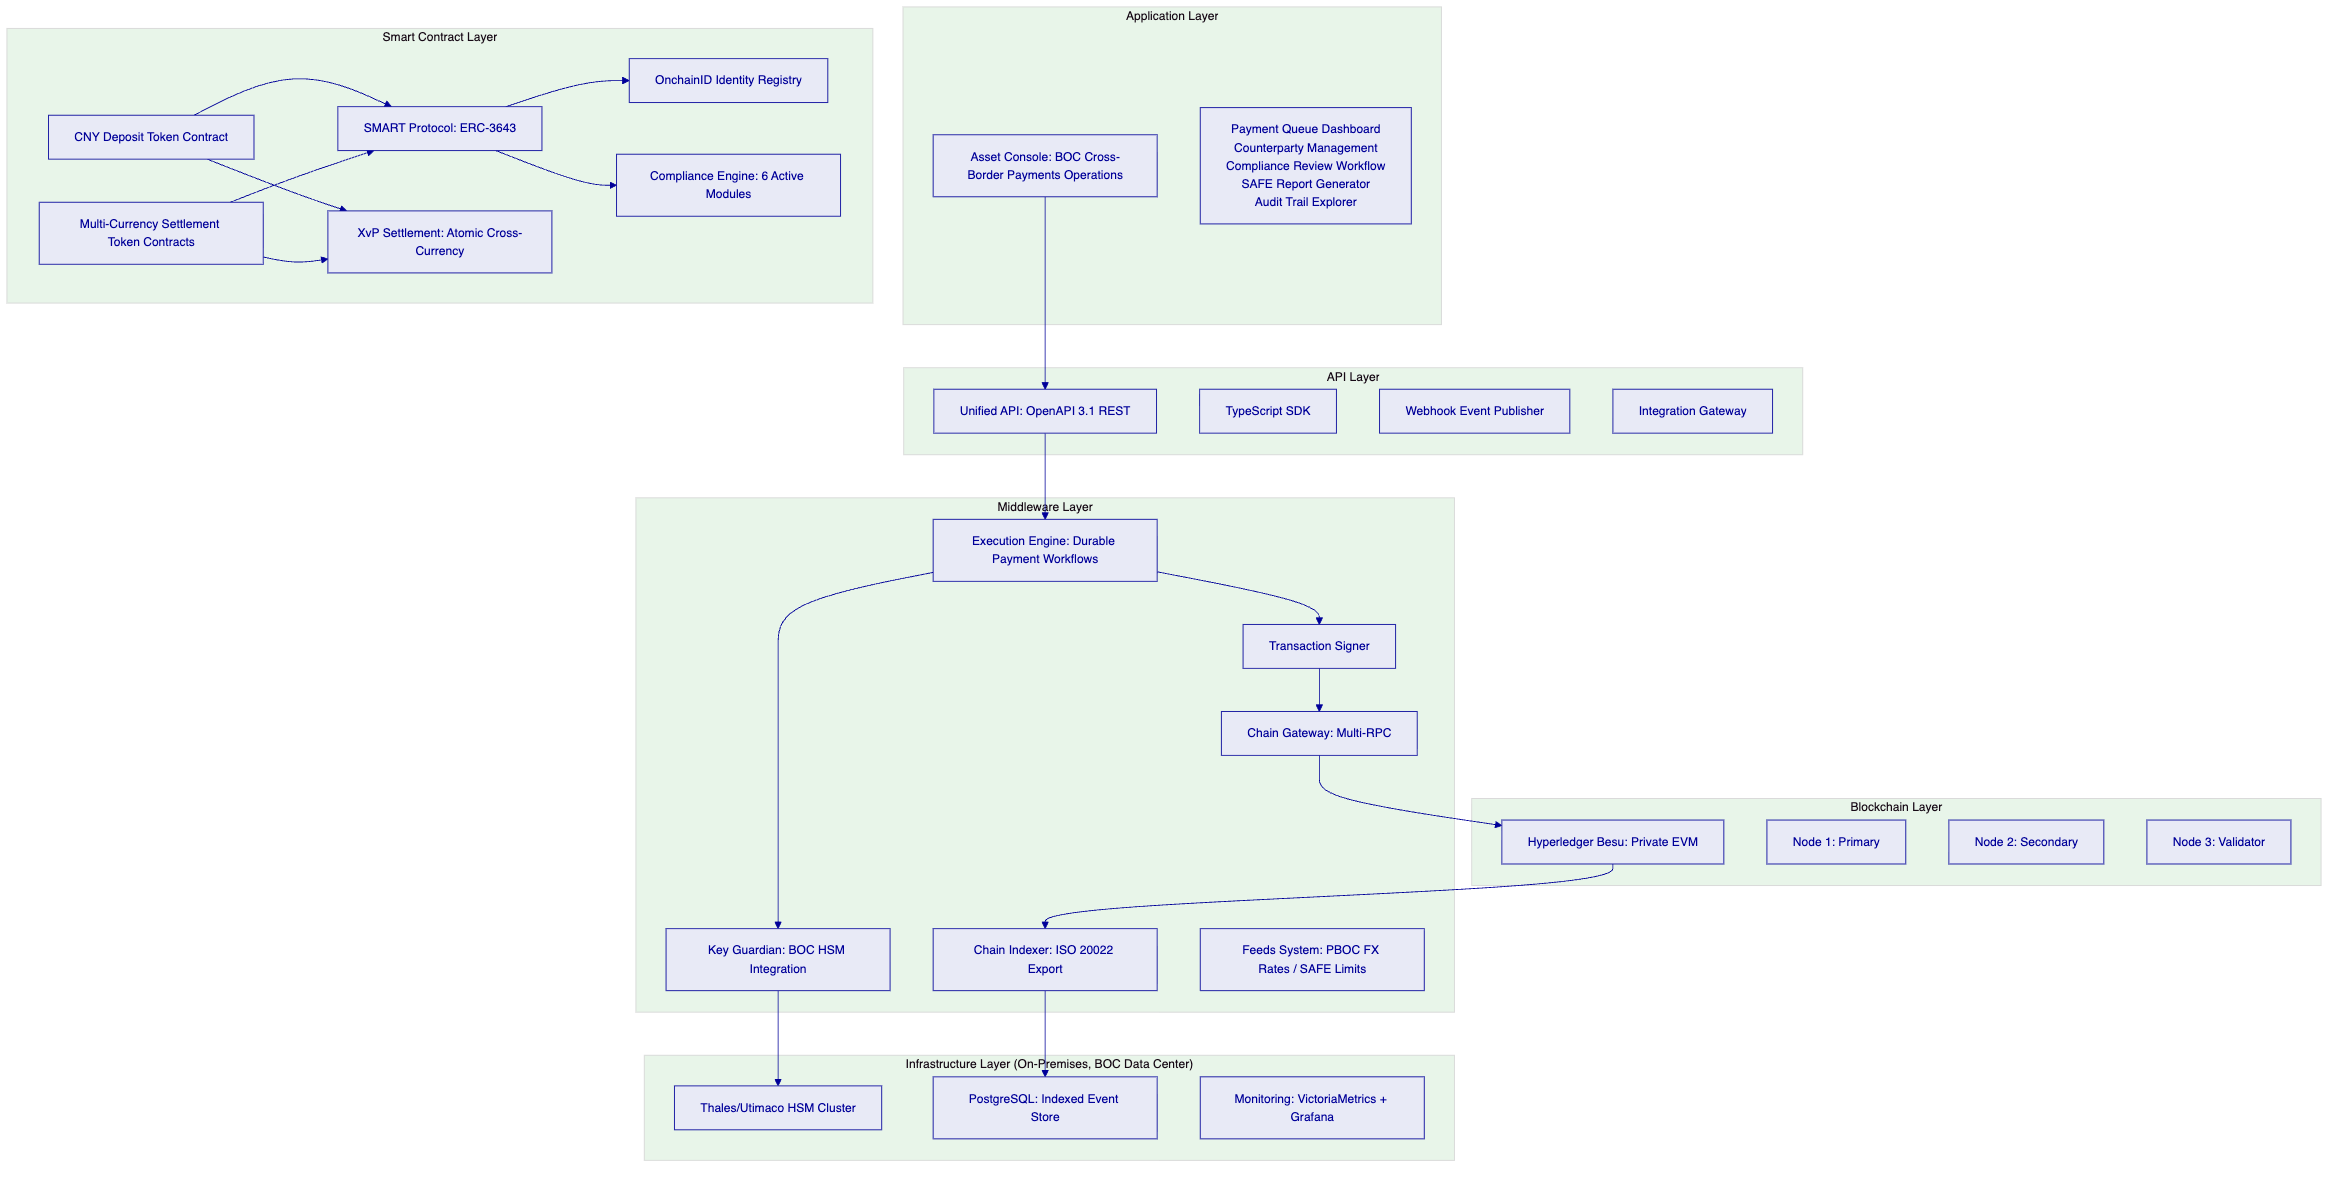 Smart Contract Layer
CNY Deposit Token Contract
Multi-Currency Settlement
Token Contracts
SMART Protocol: ERC-3643
XvP Settlement: Atomic Cross-
Currency
OnchainID Identity Registry
Compliance Engine: 6 Active
Modules
Application Layer
Asset Console: BOC Cross-
Border Payments Operations
Payment Queue Dashboard
Counterparty Management
Compliance Review Workflow
SAFE Report Generator
Audit Trail Explorer
API Layer
Unified API: OpenAPI 3.1 REST
TypeScript SDK
Webhook Event Publisher
Integration Gateway
Middleware Layer
Execution Engine: Durable
Payment Workflows
Transaction Signer
Chain Gateway: Multi-RPC
Key Guardian: BOC HSM
Integration
Chain Indexer: ISO 20022
Export
Feeds System: PBOC FX
Rates / SAFE Limits
Blockchain Layer
Hyperledger Besu: Private EVM
Node 1: Primary
Node 2: Secondary
Node 3: Validator
Infrastructure Layer (On-Premises, BOC Data Center)
Thales/Utimaco HSM Cluster
PostgreSQL: Indexed Event
Store
Monitoring: VictoriaMetrics +
Grafana